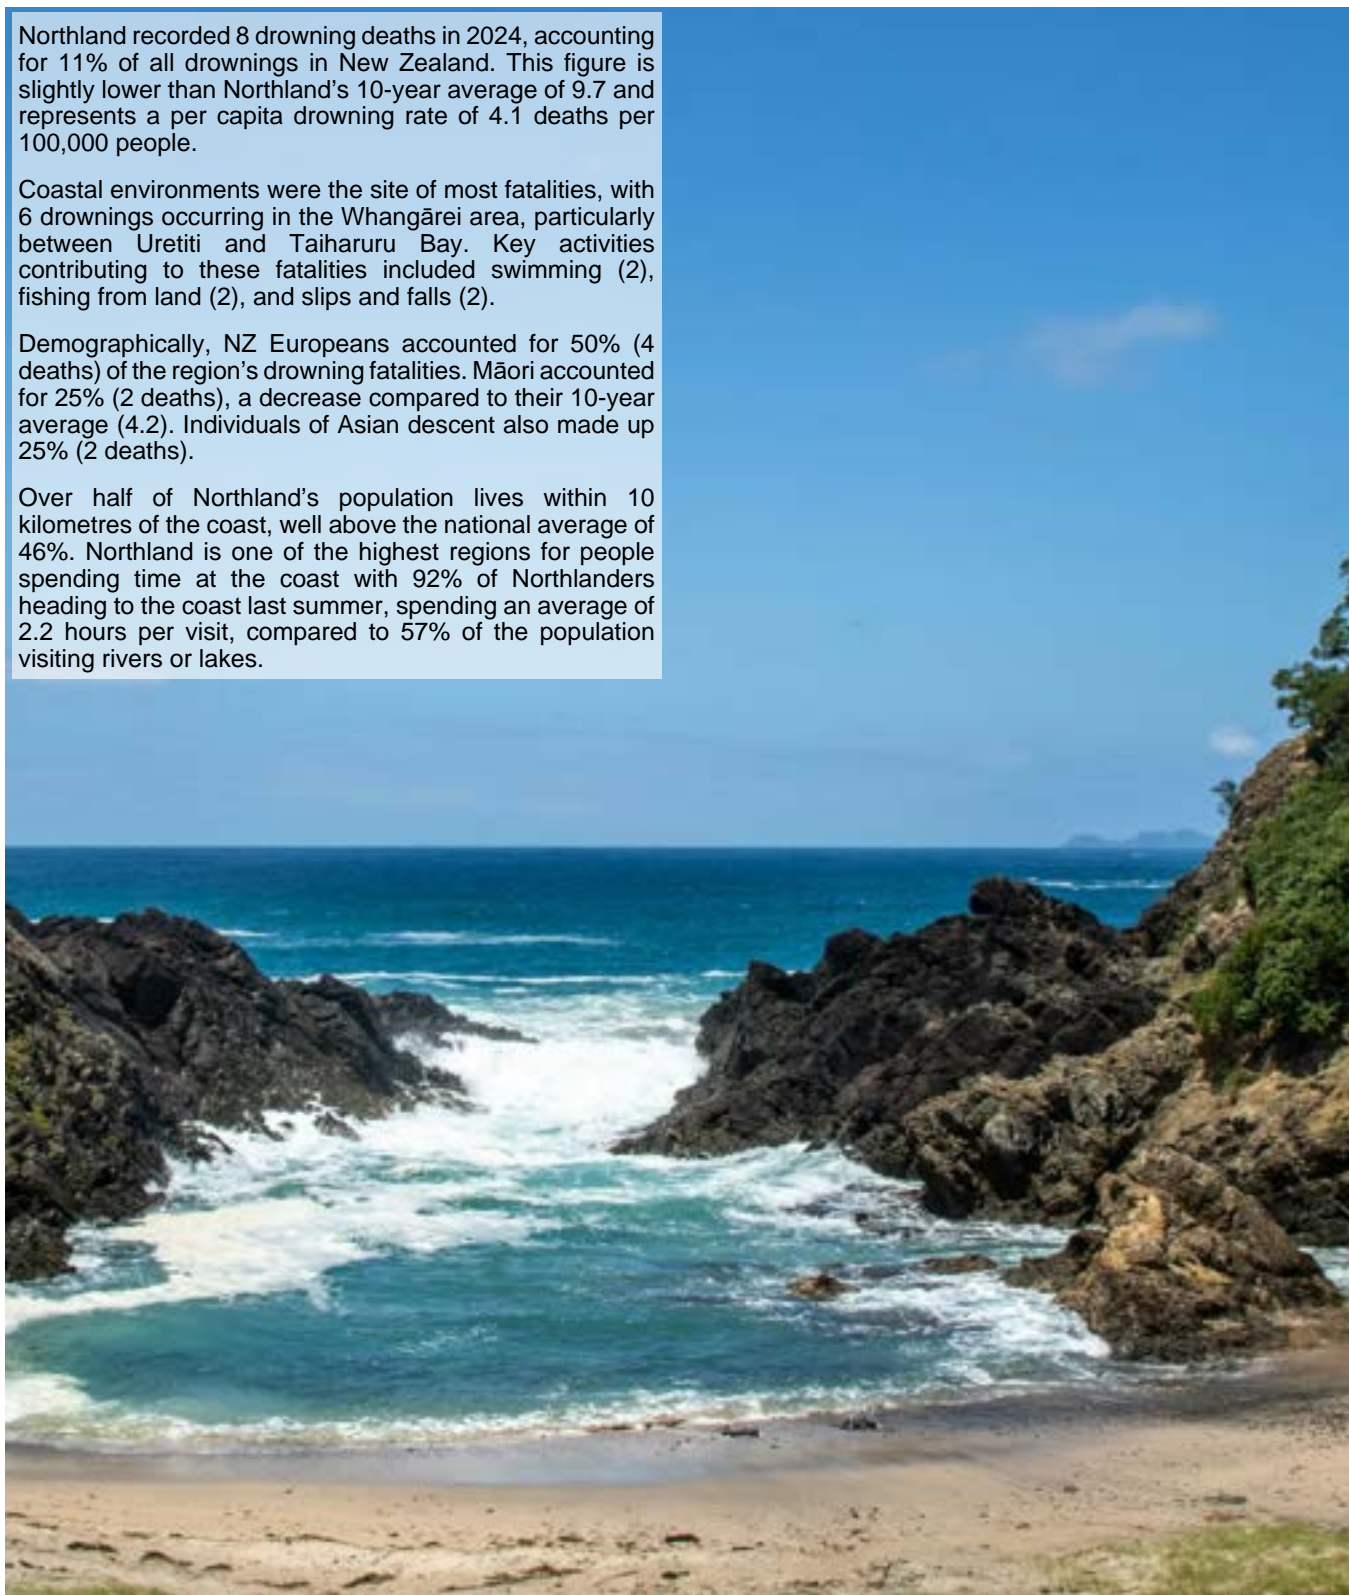 Northland recorded 8 drowning deaths in 2024, accounting
for 11% of all drownings in New Zealand. This figure is
slightly lower than Northland's 10-year average of 9.7 and
represents a per capita drowning rate of 4.1 deaths per
100,000 people.
Coastal environments were the site of most fatalities, with
6 drownings occurring in the Whangārei area, particularly
between Uretiti and Taiharuru Bay. Key activities
contributing to these fatalities included swimming (2),
fishing from land (2), and slips and falls (2).
Demographically, NZ Europeans accounted for 50% (4
deaths) of the region's drowning fatalities. Māori accounted
for 25% (2 deaths), a decrease compared to their 10-year
average (4.2). Individuals of Asian descent also made up
25% (2 deaths).
Over half of Northland's population lives within 10
kilometres of the coast, well above the national average of
46%. Northland is one of the highest regions for people
spending time at the coast with 92% of Northlanders
heading to the coast last summer, spending an average of
2.2 hours per visit, compared to 57% of the population
visiting rivers or lakes.